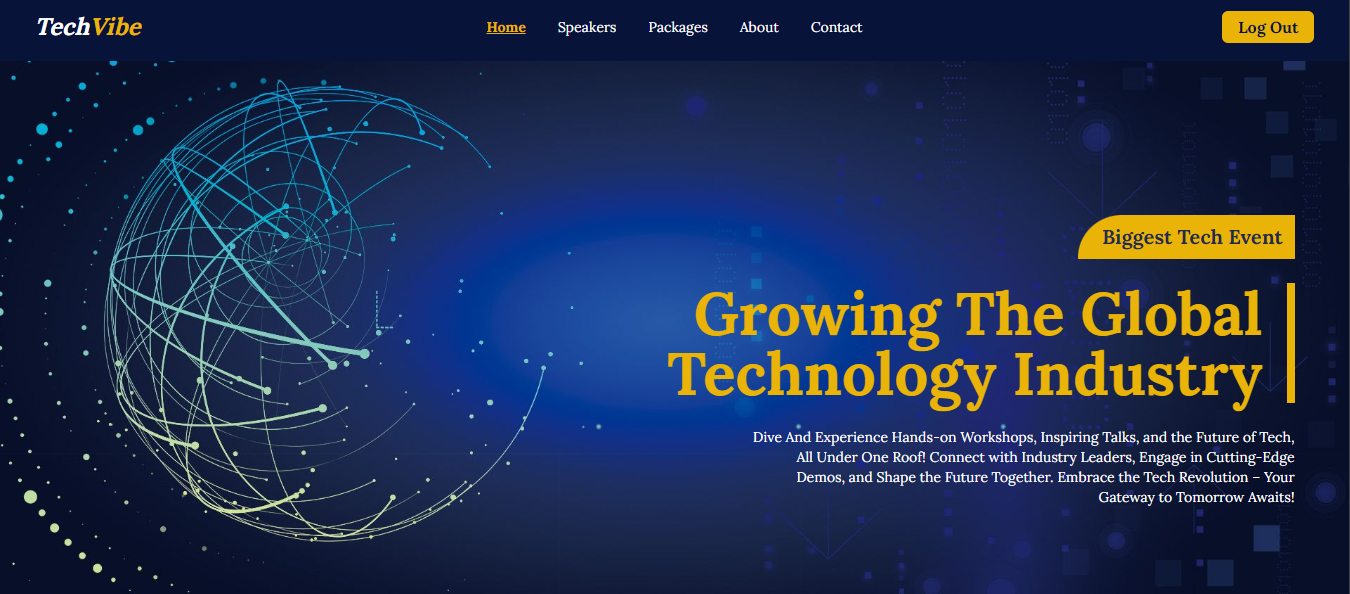 TechVibe
Home Speakers Packages About Contact
Log Out
Biggest Tech Event
Growing The Global
Technology Industry
Dive And Experience Hands-on Workshops, Inspiring Talks, and the Future of Tech,
All Under One Roof! Connect with Industry Leaders, Engage in Cutting-Edge
Demos, and Shape the Future Together. Embrace the Tech Revolution – Your
Gateway to Tomorrow Awaits!